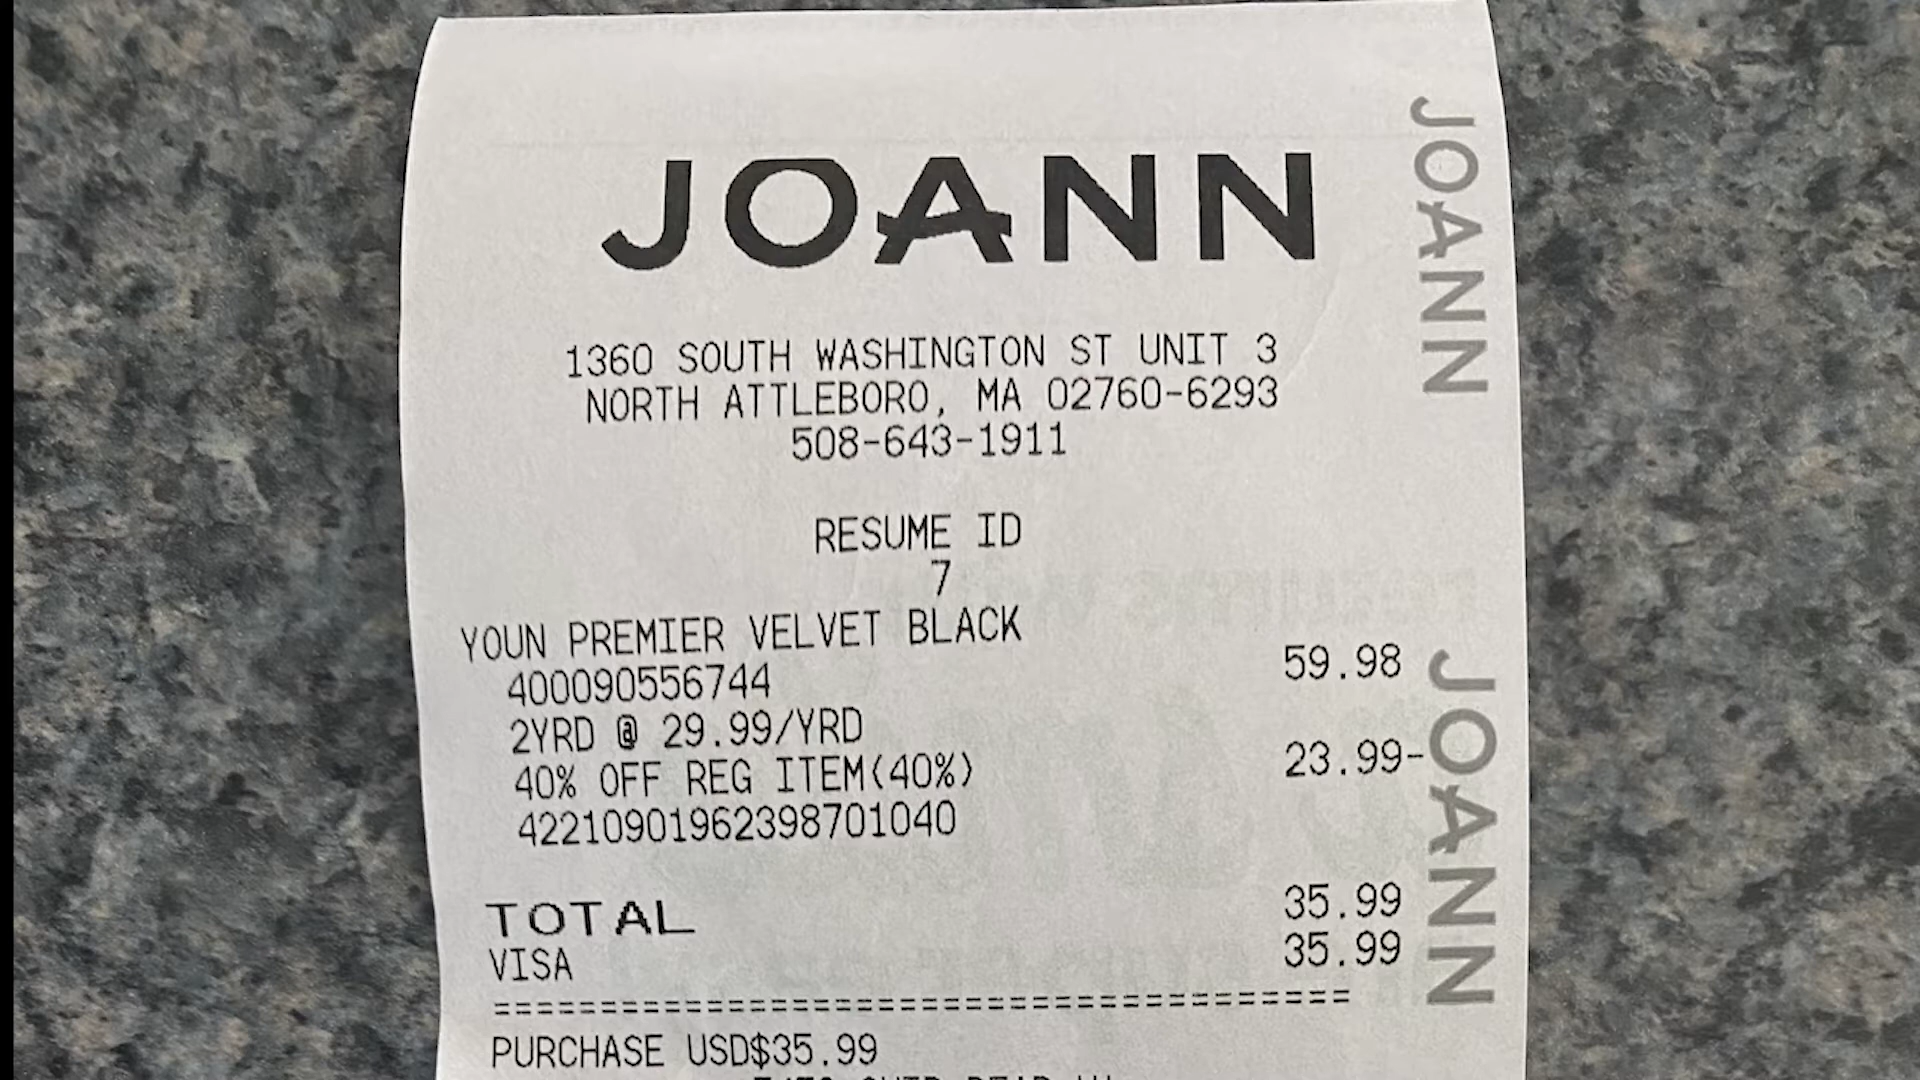 JOANN
1360 SOUTH WASHINGTON ST UNIT 3
NORTH ATTLEBORO, MA 02760-6293
508-643-1911
RESUME ID
7
YOUN PREMIER VELVET BLACK
400090556744 59.98
2YRD @ 29.99/YRD
40% OFF REG ITEM(40%) 23.99-
42210901962398701040
TOTAL 35.99
VISA 35.99
=====================================
PURCHASE USD$35.99
JOANN
JOANN